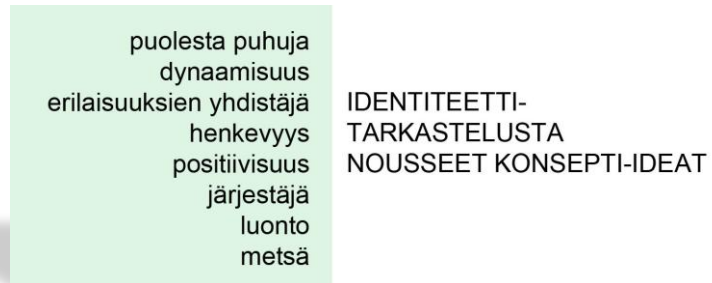 puolesta puhuja
dynaamisuus
erilaisuuksien yhdistäjä
henkevyys
positiivisuus
järjestäjä
luonto
metsä
IDENTITEETTI-
TARKASTELUSTA
NOUSSEET KONSEPTI-IDEAT